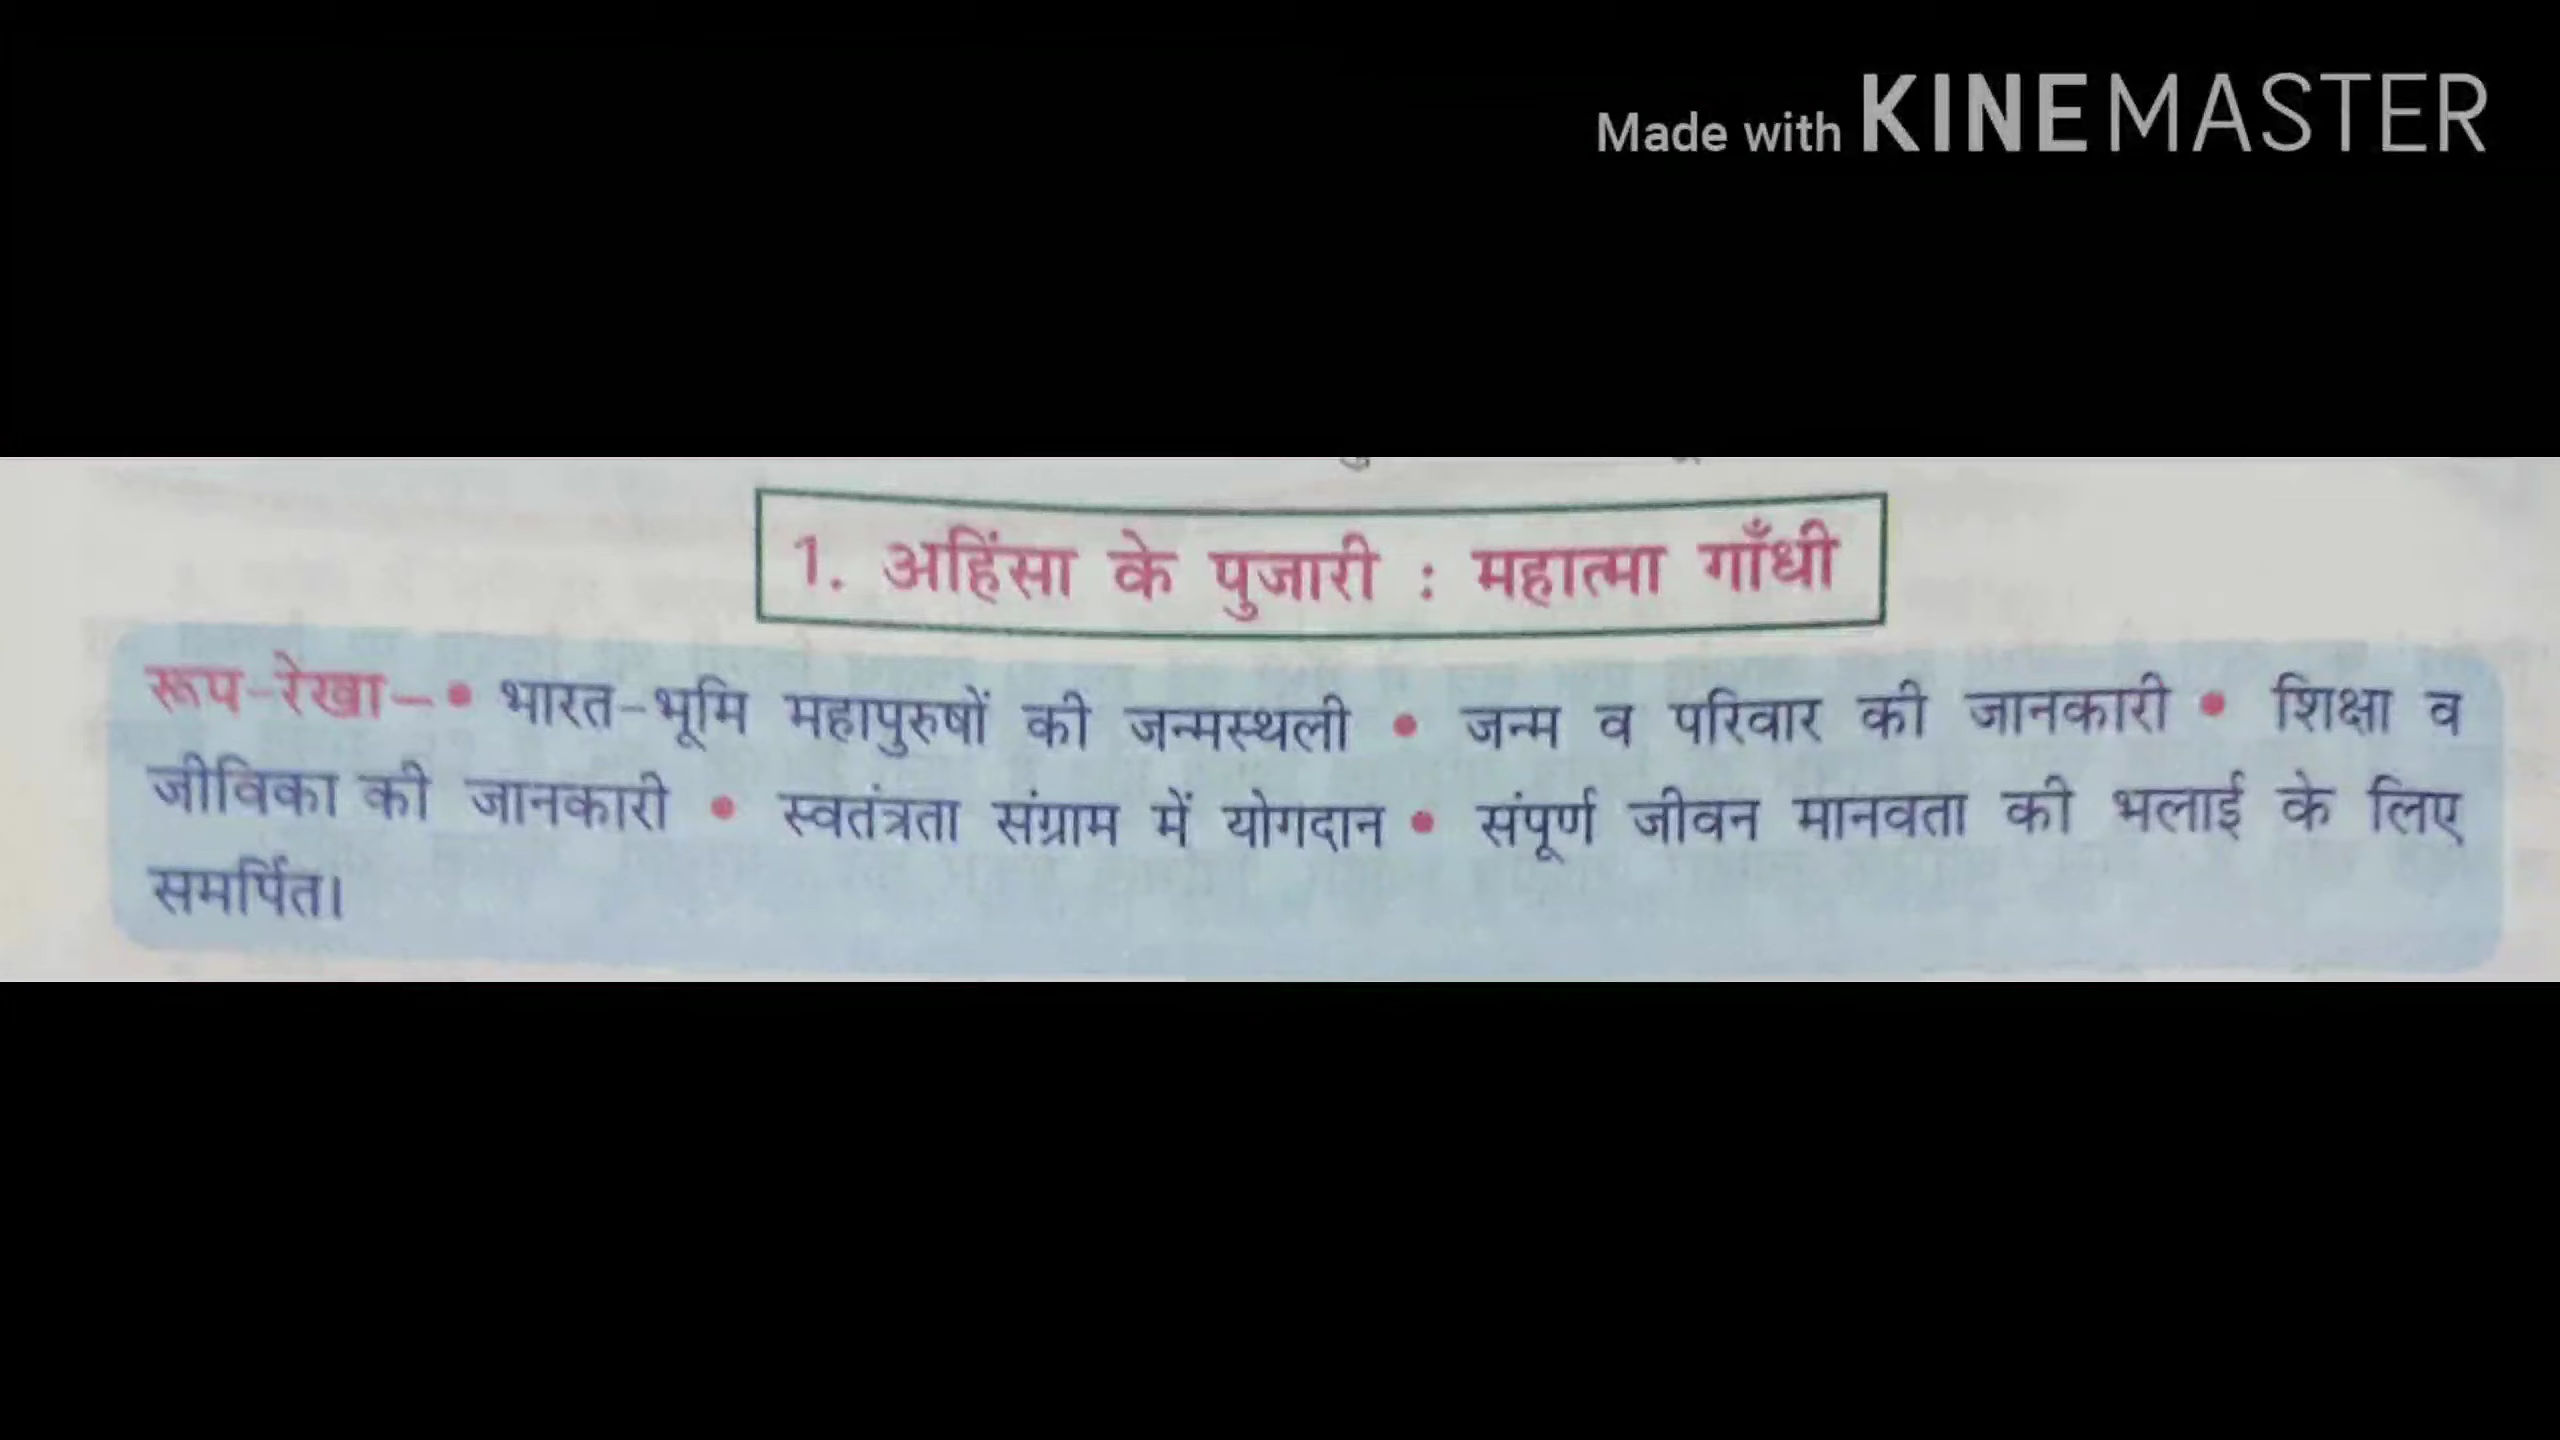 Made with KINEMASTER
1. अहिंसा के पुजारी : महात्मा गाँधी
रूप-रेखा–• भारत-भूमि महापुरुषों की जन्मस्थली • जन्म व परिवार की जानकारी • शिक्षा व
जीविका की जानकारी • स्वतंत्रता संग्राम में योगदान • संपूर्ण जीवन मानवता की भलाई के लिए
समर्पित।